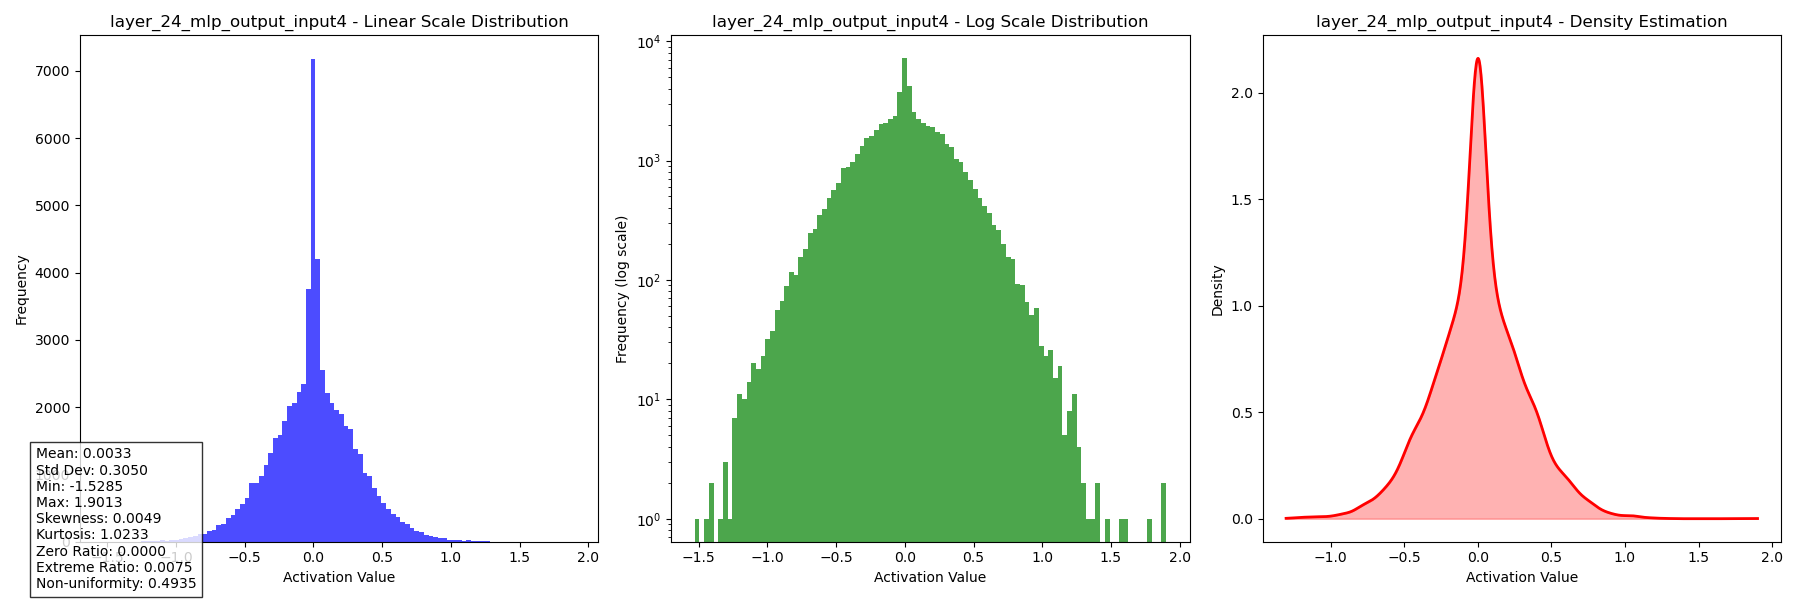 layer_24_mlp_output_input4 - Linear Scale Distribution
7000
6000
5000
4000
3000
2000
1000
0
Frequency
−1.0
−0.5
0.0
0.5
1.0
1.5
2.0
Activation Value
Mean: 0.0033
Std Dev: 0.3050
Min: -1.5285
Max: 1.9013
Skewness: 0.0049
Kurtosis: 1.0233
Zero Ratio: 0.0000
Extreme Ratio: 0.0075
Non-uniformity: 0.4935
layer_24_mlp_output_input4 - Log Scale Distribution
10⁴
10³
10²
10¹
10⁰
Frequency (log scale)
−1.5
−1.0
−0.5
0.0
0.5
1.0
1.5
2.0
Activation Value
layer_24_mlp_output_input4 - Density Estimation
2.0
1.5
1.0
0.5
0.0
Density
−1.0
−0.5
0.0
0.5
1.0
1.5
2.0
Activation Value